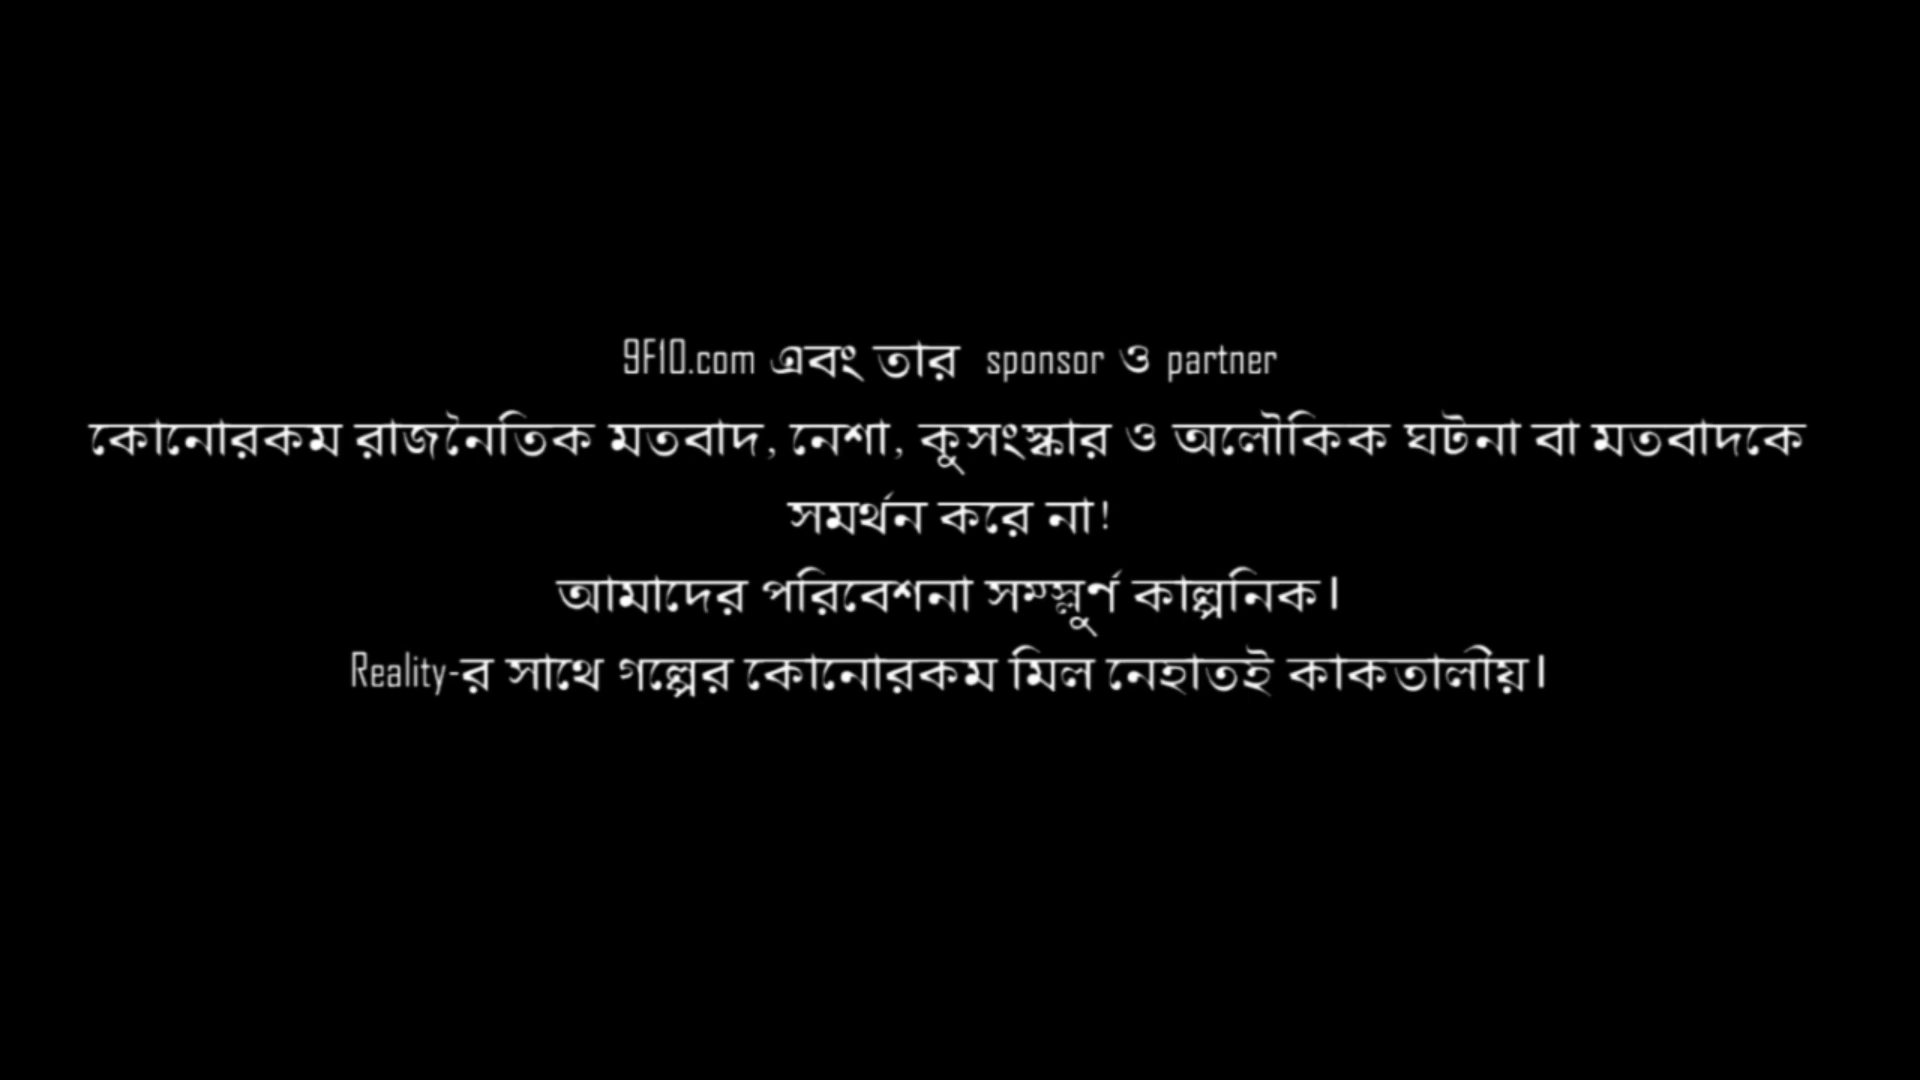 9F10.com এবং তার sponsor ও partner
কোনোরকম রাজনৈতিক মতবাদ, নেশা, কুসংস্কার ও অলৌকিক ঘটনা বা মতবাদকে
সমর্থন করে না!
আমাদের পরিবেশনা সম্পূর্ণ কাল্পনিক।
Reality-র সাথে গল্পের কোনোরকম মিল নেহাতই কাকতালীয়।